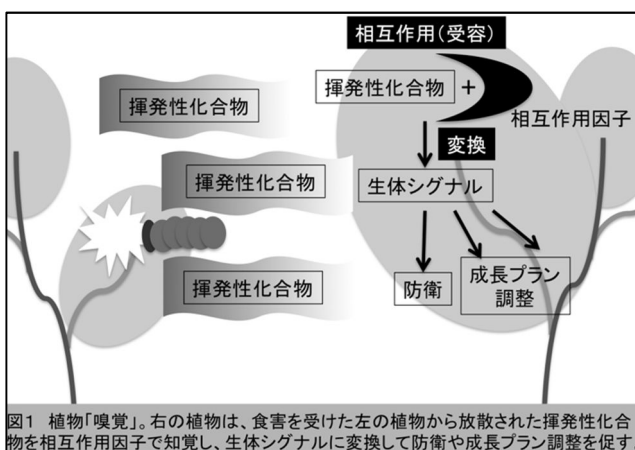 相互作用（受容）
揮発性化合物
揮発性化合物 +
相互作用因子
変換
揮発性化合物
生体シグナル
揮発性化合物
防衛
成長プラン
調整
図1 植物「嗅覚」。右の植物は、食害を受けた左の植物から放散された揮発性化合
物を相互作用因子で知覚し、生体シグナルに変換して防衛や成長プラン調整を促す。